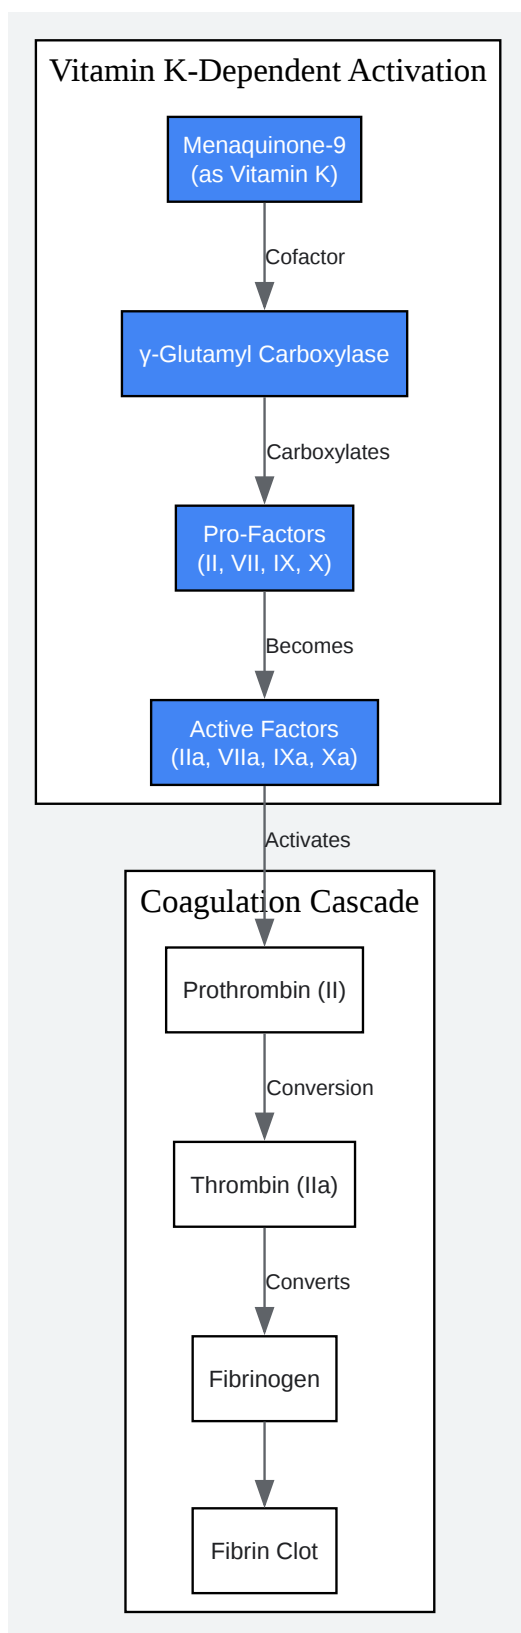 Vitamin K-Dependent Activation
Menaquinone-9
(as Vitamin K)
Cofactor
γ-Glutamyl Carboxylase
Carboxylates
Pro-Factors
(II, VII, IX, X)
Becomes
Active Factors
(IIa, VIIa, IXa, Xa)
Activates
Coagulation Cascade
Prothrombin (II)
Conversion
Thrombin (IIa)
Converts
Fibrinogen
Fibrin Clot